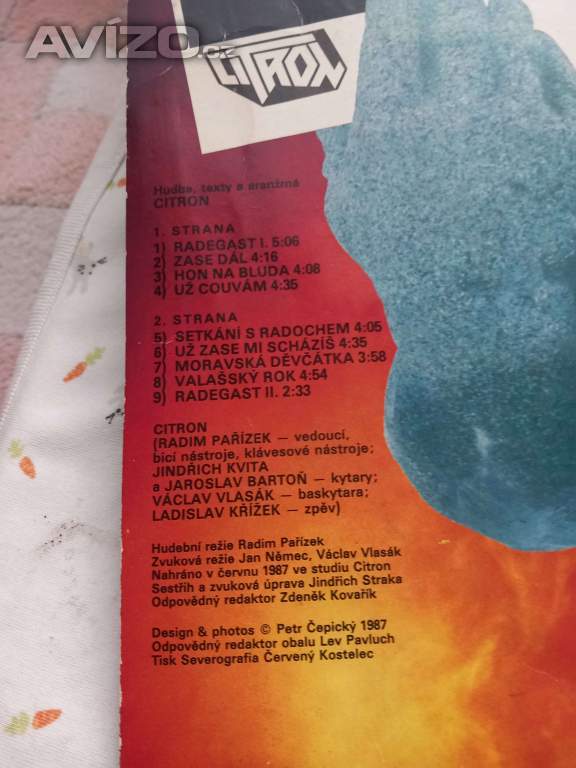 AVÍZO.cz
CITRON
Hudba, texty a aranžmá
CITRON
1. STRANA
1) RADEGAST I. 5:06
2) ZASE DÁL 4:16
3) HON NA BLUDA 4:08
4) UŽ COUVÁM 4:35
2. STRANA
5) SETKÁNÍ S RADOCHEM 4:05
6) UŽ ZASE MI SCHÁZÍŠ 4:35
7) MORAVSKÁ DĚVČÁTKA 3:58
8) VALAŠSKÝ ROK 4:54
9) RADEGAST II. 2:33
CITRON
(RADIM PAŘÍZEK — vedoucí,
bicí nástroje, klávesové nástroje;
JINDŘICH KVITA
a JAROSLAV BARTOŇ — kytary;
VÁCLAV VLASÁK — baskytara;
LADISLAV KŘÍŽEK — zpěv)
Hudební režie Radim Pařízek
Zvuková režie Jan Němec, Václav Vlasák
Nahráno v červnu 1987 ve studiu Citron
Sestřih a zvuková úprava Jindřich Straka
Odpovědný redaktor Zdeněk Kovařík
Design & photos © Petr Čepický 1987
Odpovědný redaktor obalu Lev Pavluch
Tisk Severografia Červený Kostelec